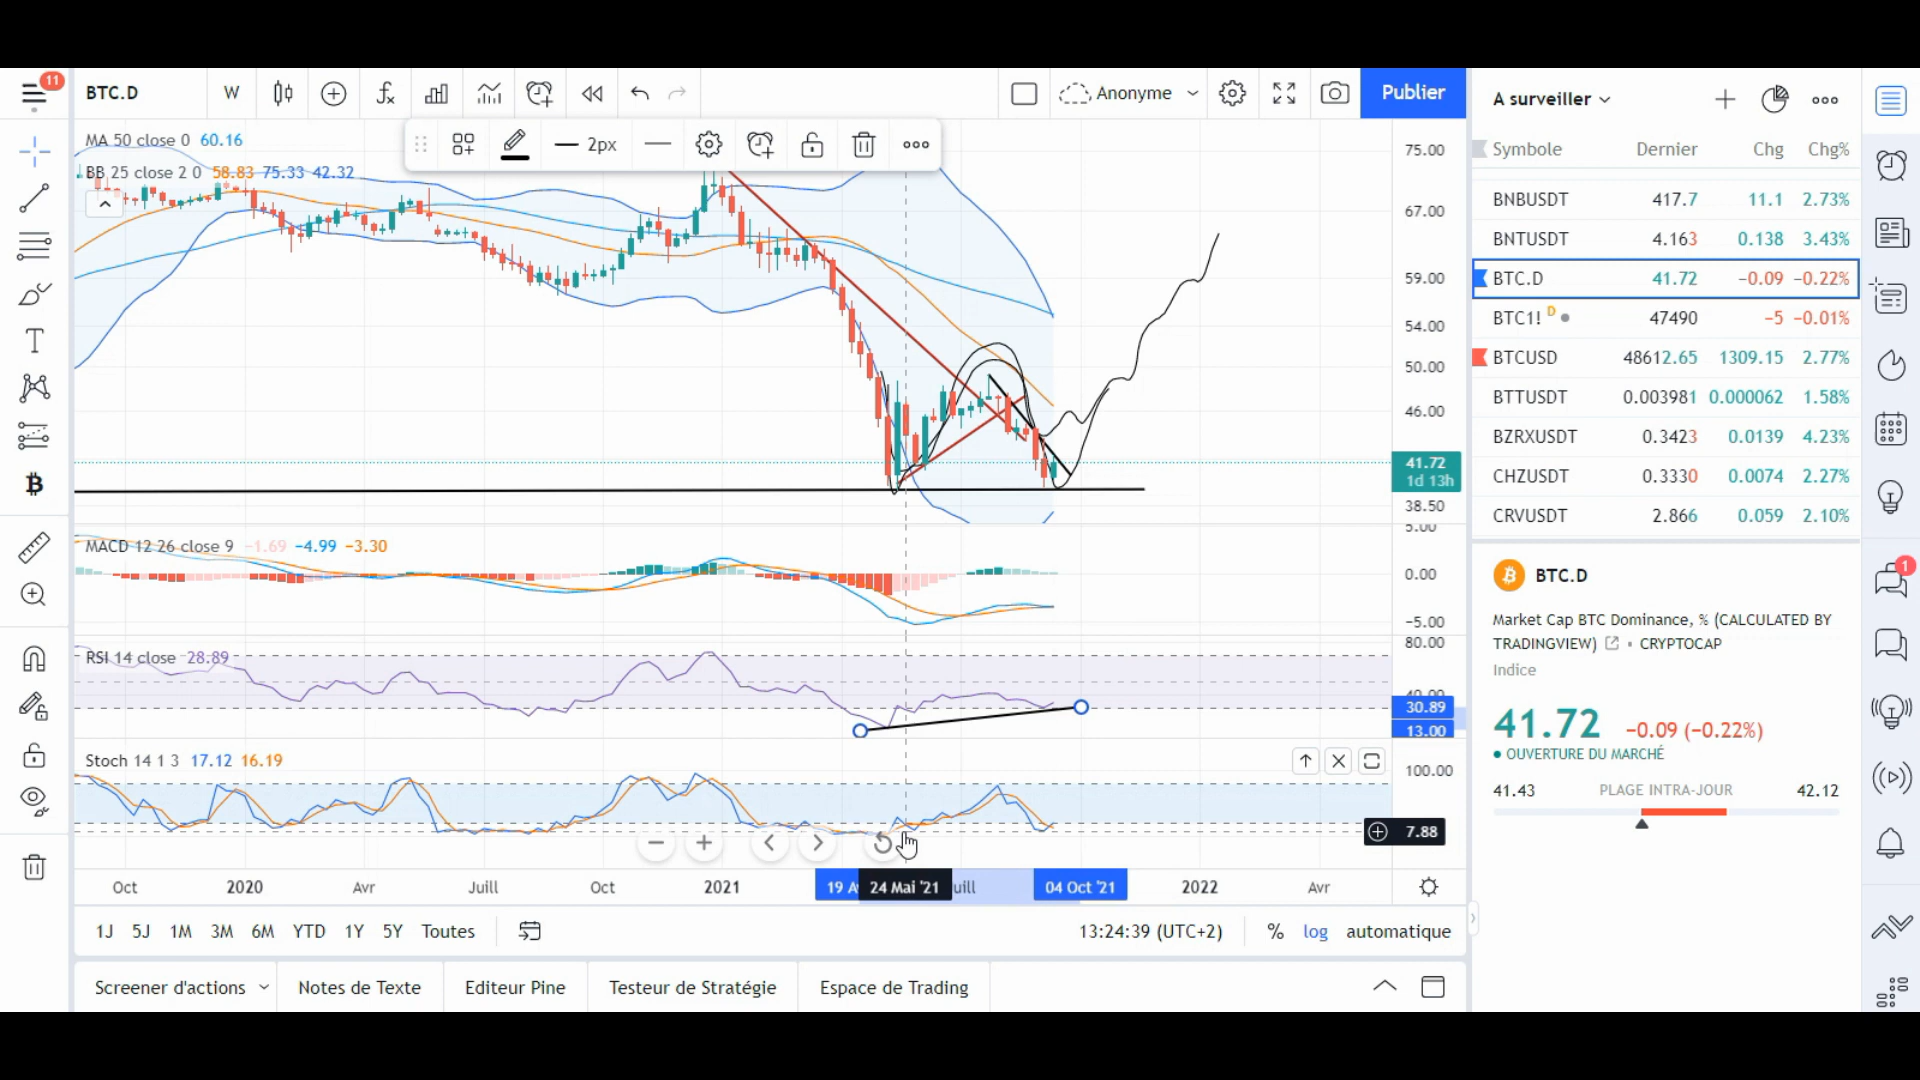 11
BTC.D
W
Anonyme
Publier
A surveiller
MA 50 close 0 60.16
2px
BB 25 close 2 0 58.83 75.33 42.32
75.00
67.00
59.00
54.00
50.00
46.00
41.72
1d 13h
38.50
Symbole Dernier Chg Chg%
BNBUSDT 417.7 11.1 2.73%
BNTUSDT 4.163 0.138 3.43%
BTC.D 41.72 −0.09 −0.22%
BTC1! D 47490 −5 −0.01%
BTCUSD 48612.65 1309.15 2.77%
BTTUSDT 0.003981 0.000062 1.58%
BZRXUSDT 0.3423 0.0139 4.23%
CHZUSDT 0.3330 0.0074 2.27%
CRVUSDT 2.866 0.059 2.10%
MACD 12 26 close 9 −1.69 −4.99 −3.30
5.00
0.00
−5.00
RSI 14 close 28.89
80.00
40.00
30.89
13.00
Stoch 14 1 3 17.12 16.19
100.00
7.88
BTC.D
Market Cap BTC Dominance, % (CALCULATED BY
TRADINGVIEW) • CRYPTOCAP
Indice
41.72 −0.09 (−0.22%)
• OUVERTURE DU MARCHÉ
41.43 PLAGE INTRA-JOUR 42.12
1
Oct 2020 Avr Juill Oct 2021 19 A 24 Mai '21 uill 04 Oct '21 2022 Avr
1J 5J 1M 3M 6M YTD 1Y 5Y Toutes
13:24:39 (UTC+2) % log automatique
Screener d'actions Notes de Texte Editeur Pine Testeur de Stratégie Espace de Trading